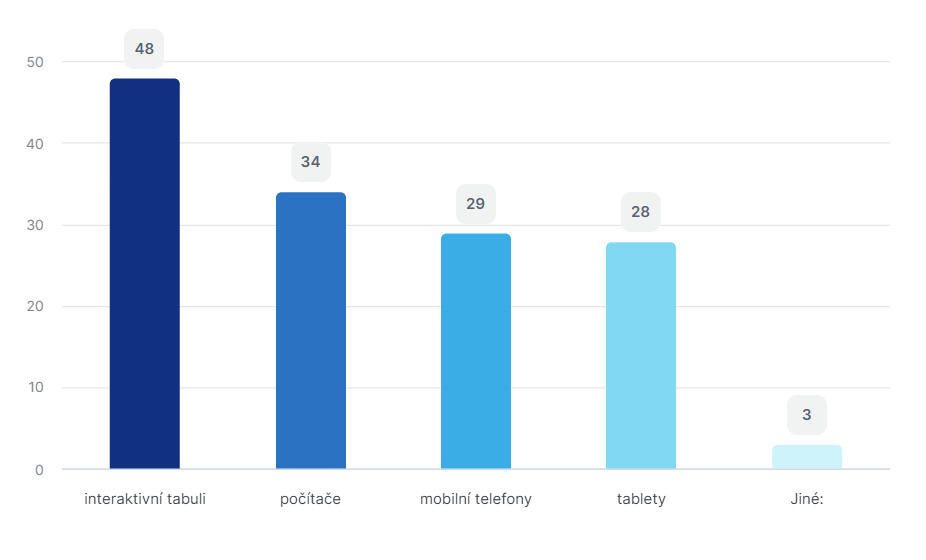 48
50
34
40
29
28
30
20
10
3
0
interaktivní tabuli
počítače
mobilní telefony
tablety
Jiné: